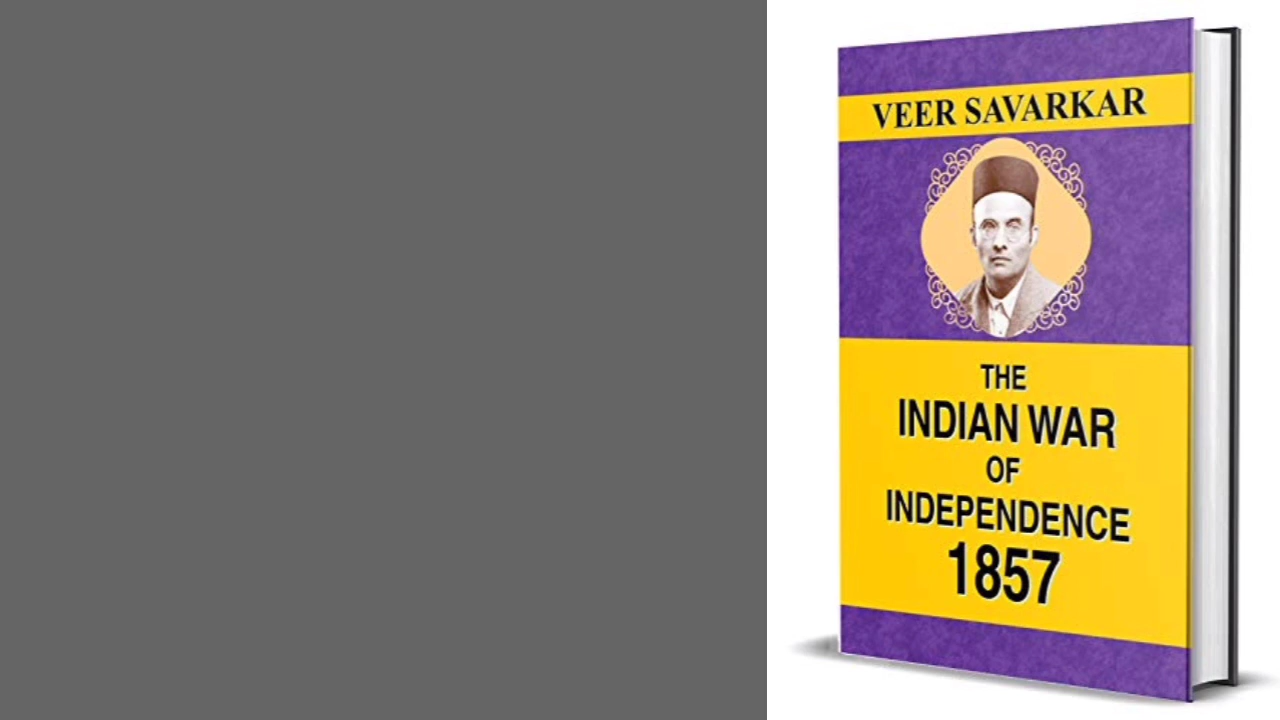 VEER SAVARKAR
THE
INDIAN WAR
OF
INDEPENDENCE
1857